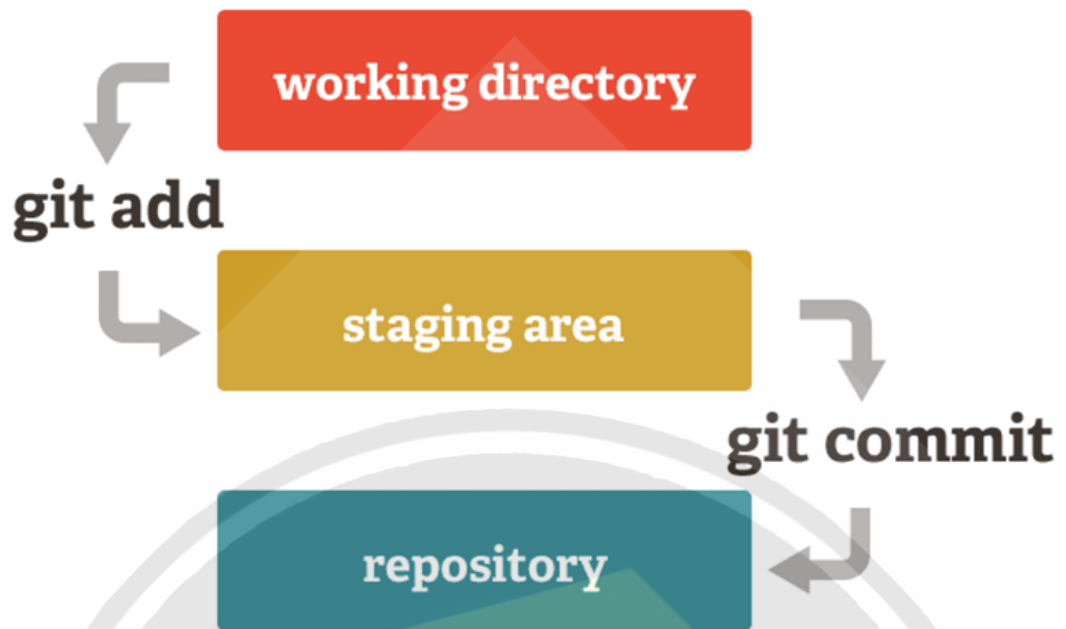 working directory
git add
staging area
git commit
repository